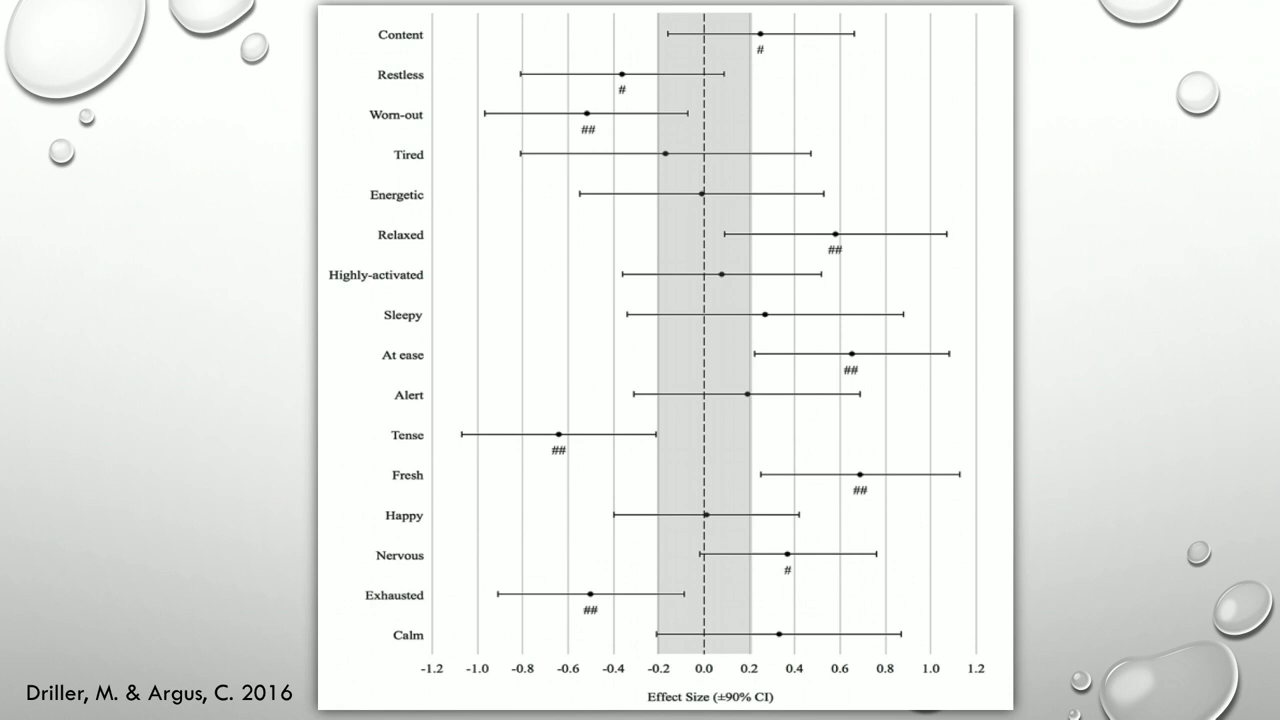 Content
#
Restless
#
Worn-out
##
Tired
Energetic
Relaxed
##
Highly-activated
Sleepy
At ease
##
Alert
Tense
##
Fresh
##
Happy
Nervous
#
Exhausted
##
Calm
-1.2 -1.0 -0.8 -0.6 -0.4 -0.2 0.0 0.2 0.4 0.6 0.8 1.0 1.2
Effect Size (±90% CI)
Driller, M. & Argus, C. 2016